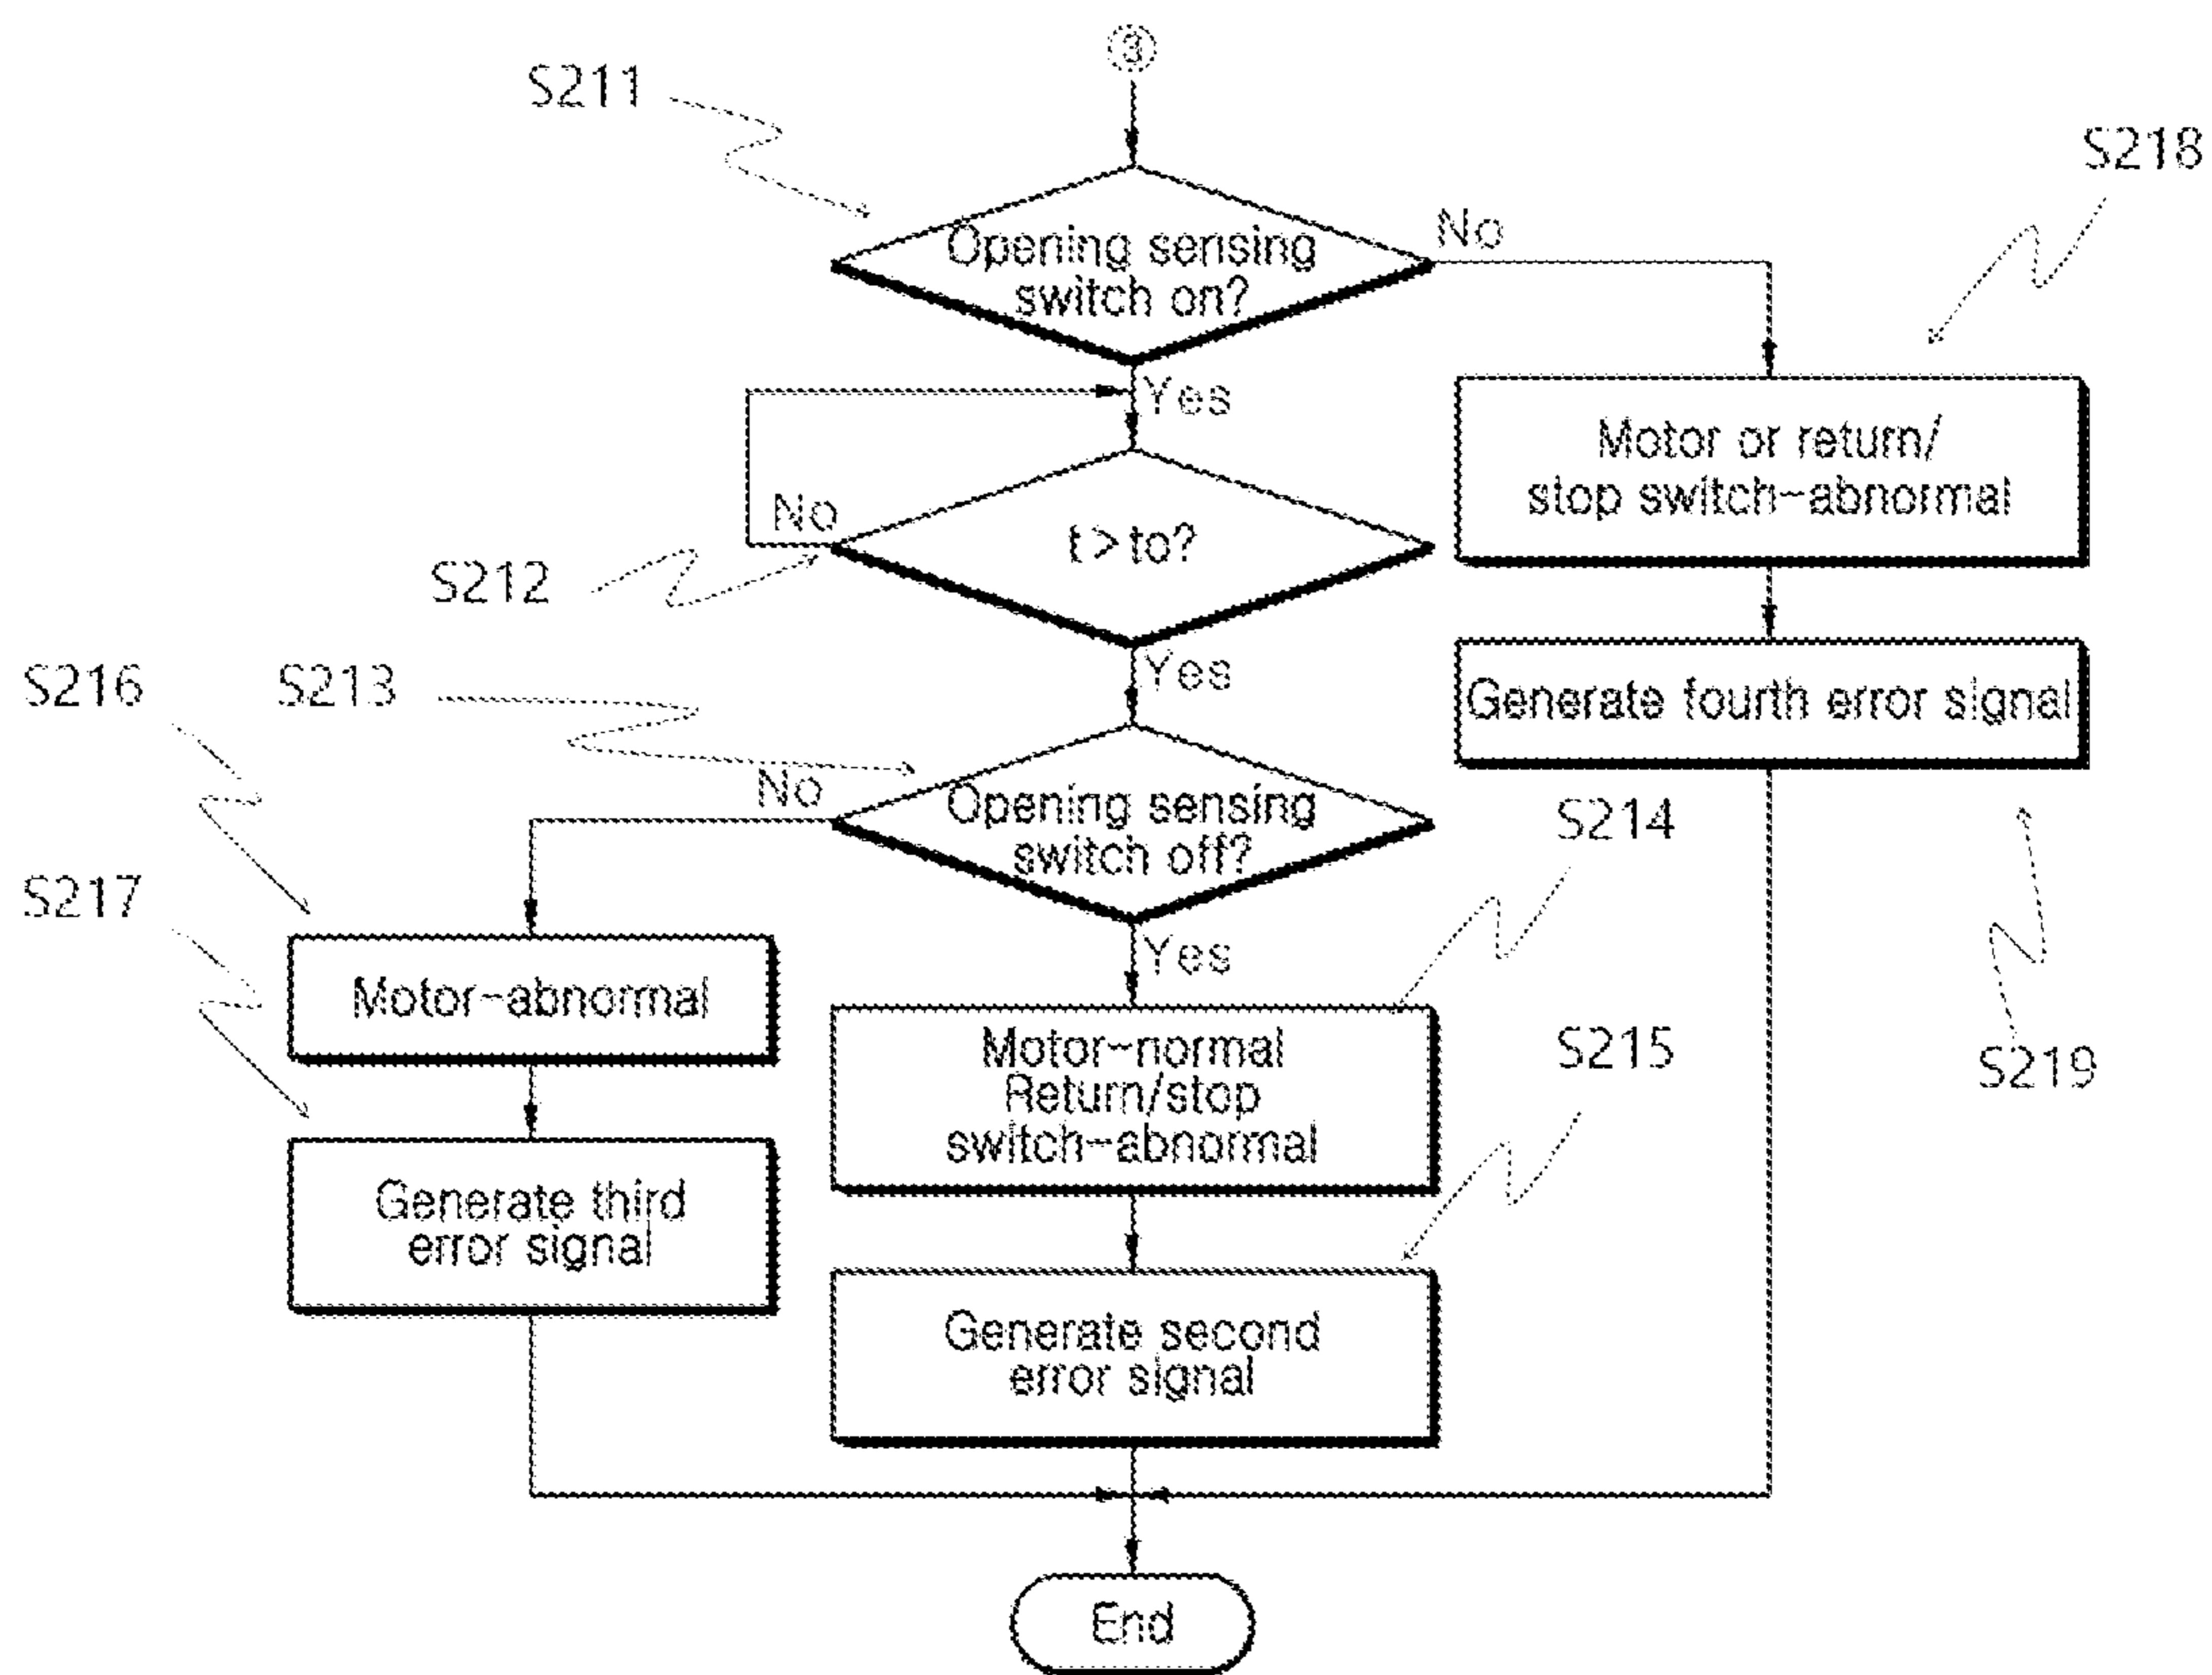 ③
S211
S218
Opening sensing
switch on?
No
Yes
Motor or return/
stop switch-abnormal
No
t>to?
S212
Yes
S216
S213
Generate fourth error signal
No
Opening sensing
switch off?
S214
S217
Yes
Motor-abnormal
Motor-normal
Return/stop
switch-abnormal
S215
S219
Generate third
error signal
Generate second
error signal
End